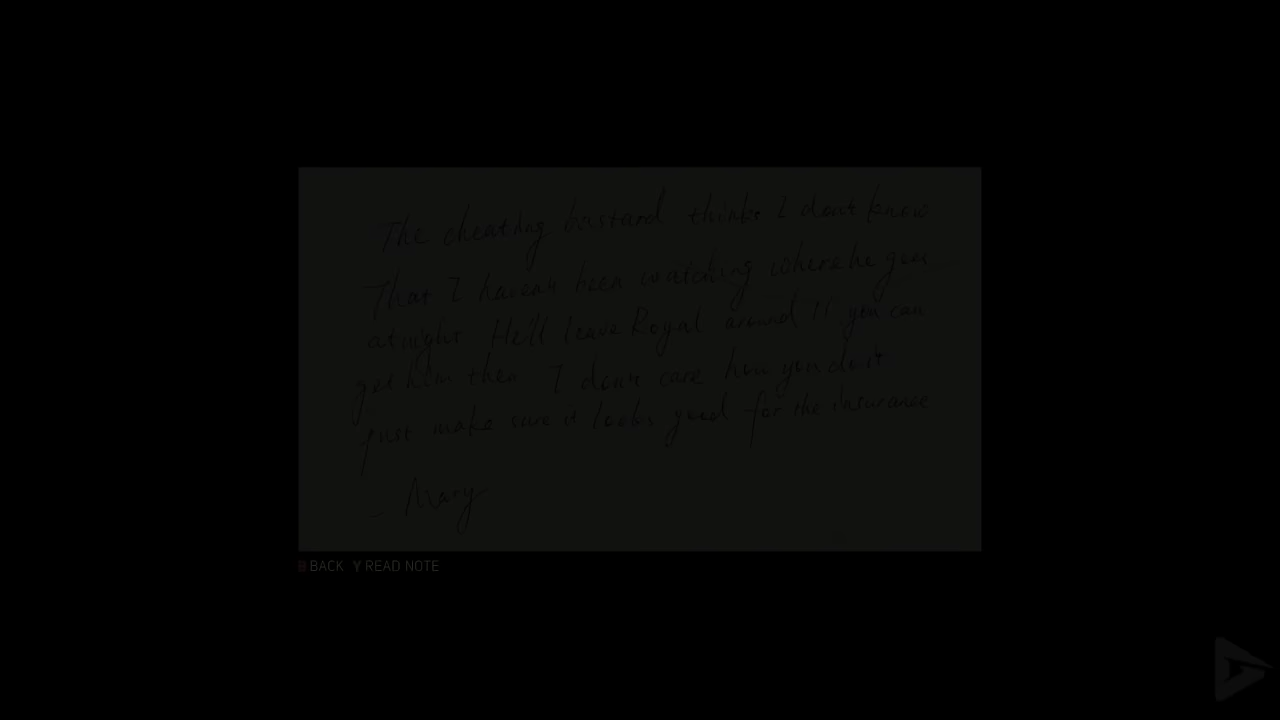 The cheating bastard thinks I don't know
That I haven't been watching where he goes
at night He'll leave Royal around 11 you can
get him then I don't care how you do it
just make sure it looks good for the insurance
- Mary
B BACK Y READ NOTE